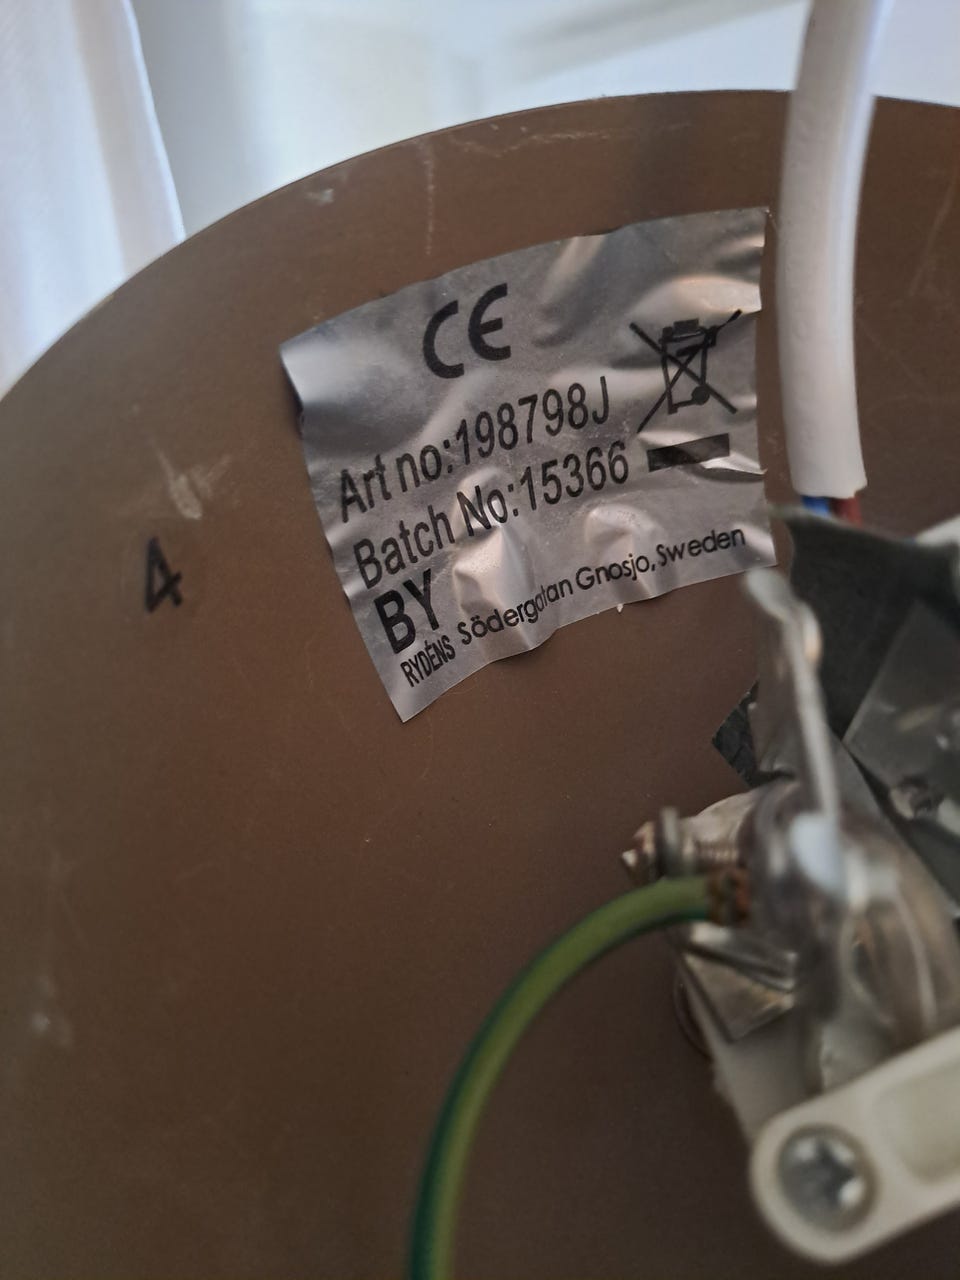 CE
Art no:198798J
Batch No:15366
BY
RYDÉNS Södergatan Gnosjo, Sweden
4